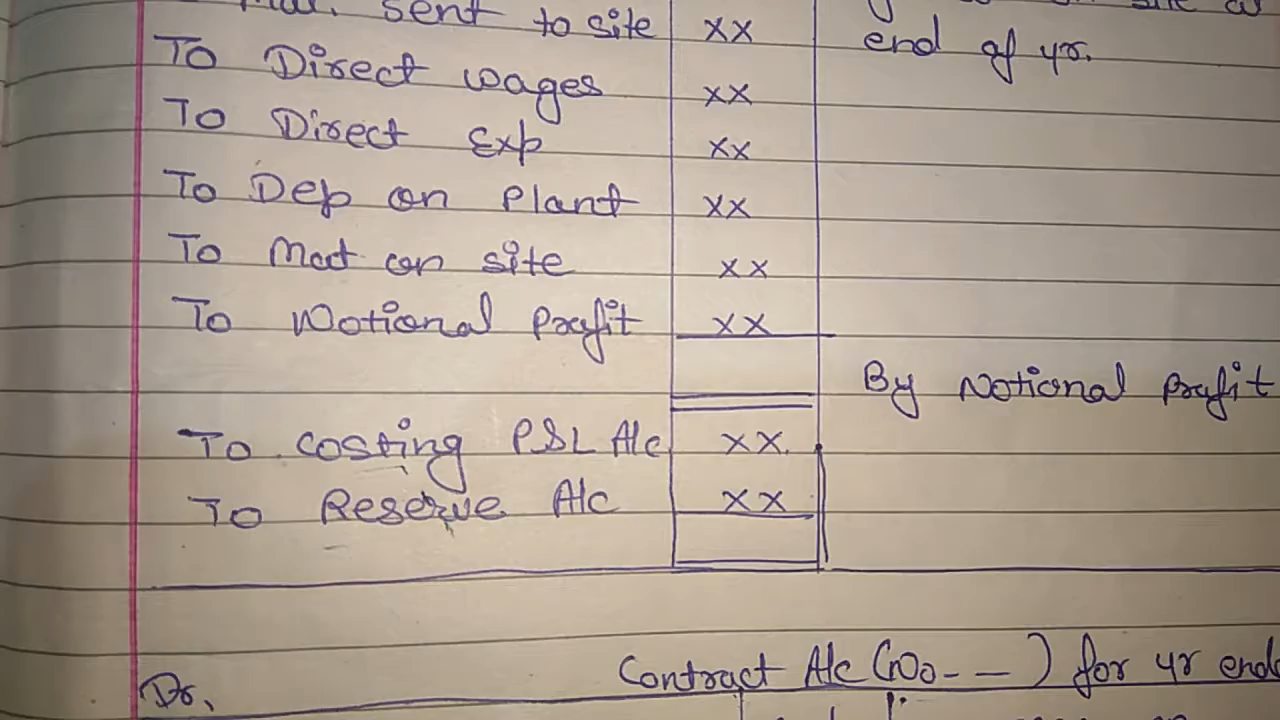 sent to site xx
end of yr.
To Direct wages xx
To Direct Exp xx
To Dep on Plant xx
To Mat on site xx
To Notional Profit xx
By Notional Profit
To Costing P&L A/c xx
To Reserve A/c xx
Contract A/c (no - - ) for yr end
Dr.